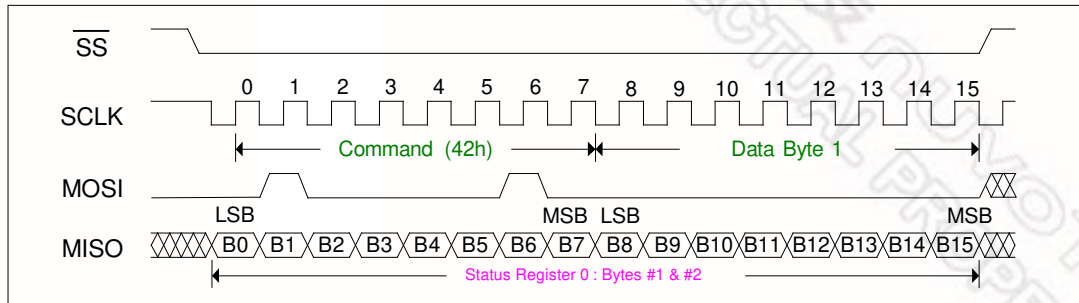 SS
0 1 2 3 4 5 6 7 8 9 10 11 12 13 14 15
SCLK
Command (42h) Data Byte 1
MOSI
LSB MSB LSB MSB
MISO B0 B1 B2 B3 B4 B5 B6 B7 B8 B9 B10 B11 B12 B13 B14 B15
Status Register 0 : Bytes #1 & #2